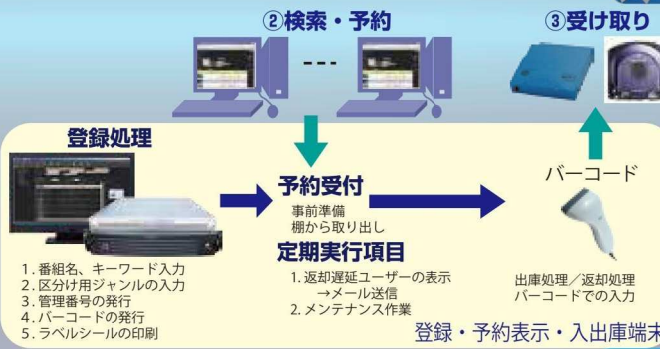 ②検索・予約
③受け取り
登録処理
1. 番組名、キーワード入力
2. 区分け用ジャンルの入力
3. 管理番号の発行
4. バーコードの発行
5. ラベルシールの印刷
予約受付
事前準備
棚から取り出し
定期実行項目
1. 返却遅延ユーザーの表示
→メール送信
2. メンテナンス作業
バーコード
出庫処理／返却処理
バーコードでの入力
登録・予約表示・入出庫端末